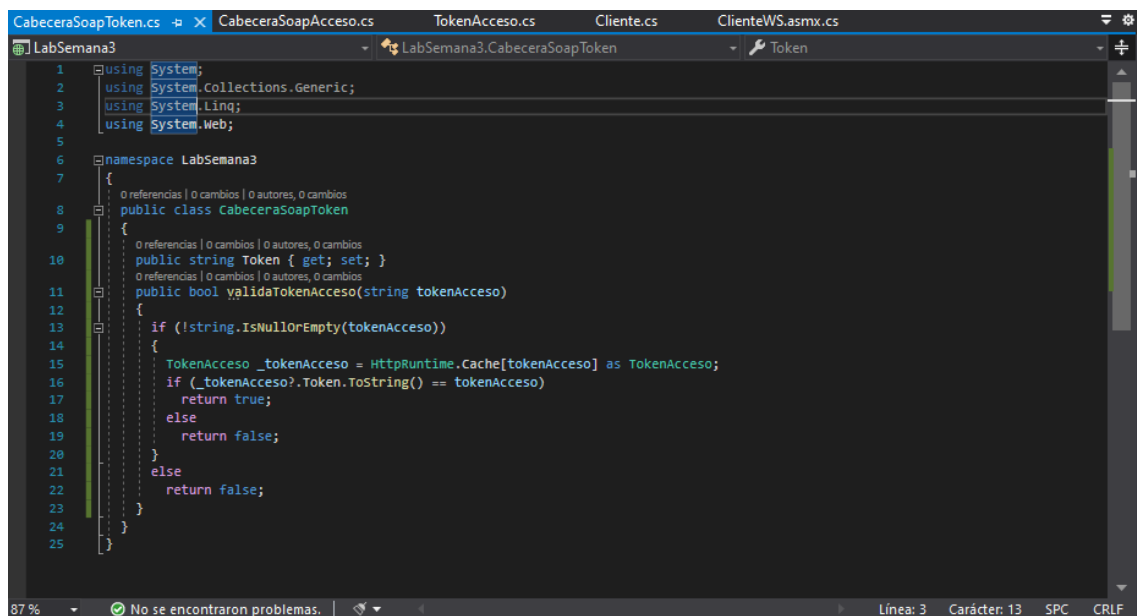 CabeceraSoapToken.cs CabeceraSoapAcceso.cs TokenAcceso.cs Cliente.cs ClienteWS.asmx.cs
LabSemana3 LabSemana3.CabeceraSoapToken Token
1 using System;
2 using System.Collections.Generic;
3 using System.Linq;
4 using System.Web;
5
6 namespace LabSemana3
7 {
0 referencias | 0 cambios | 0 autores, 0 cambios
8 public class CabeceraSoapToken
9 {
0 referencias | 0 cambios | 0 autores, 0 cambios
10 public string Token { get; set; }
0 referencias | 0 cambios | 0 autores, 0 cambios
11 public bool validaTokenAcceso(string tokenAcceso)
12 {
13 if (!string.IsNullOrEmpty(tokenAcceso))
14 {
15 TokenAcceso _tokenAcceso = HttpRuntime.Cache[tokenAcceso] as TokenAcceso;
16 if (_tokenAcceso?.Token.ToString() == tokenAcceso)
17 return true;
18 else
19 return false;
20 }
21 else
22 return false;
23 }
24 }
25 }
87 % No se encontraron problemas. Línea: 3 Carácter: 13 SPC CRLF